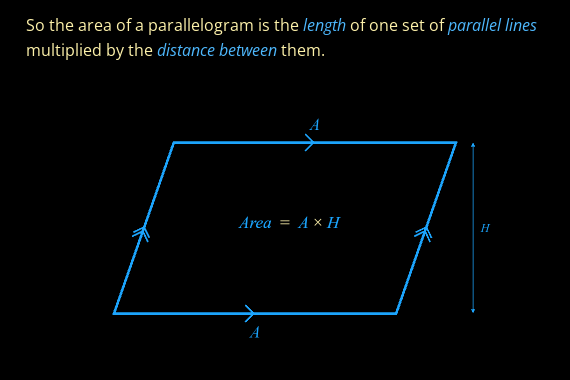 So the area of a parallelogram is the length of one set of parallel lines
multiplied by the distance between them.
A
Area = A × H
H
A